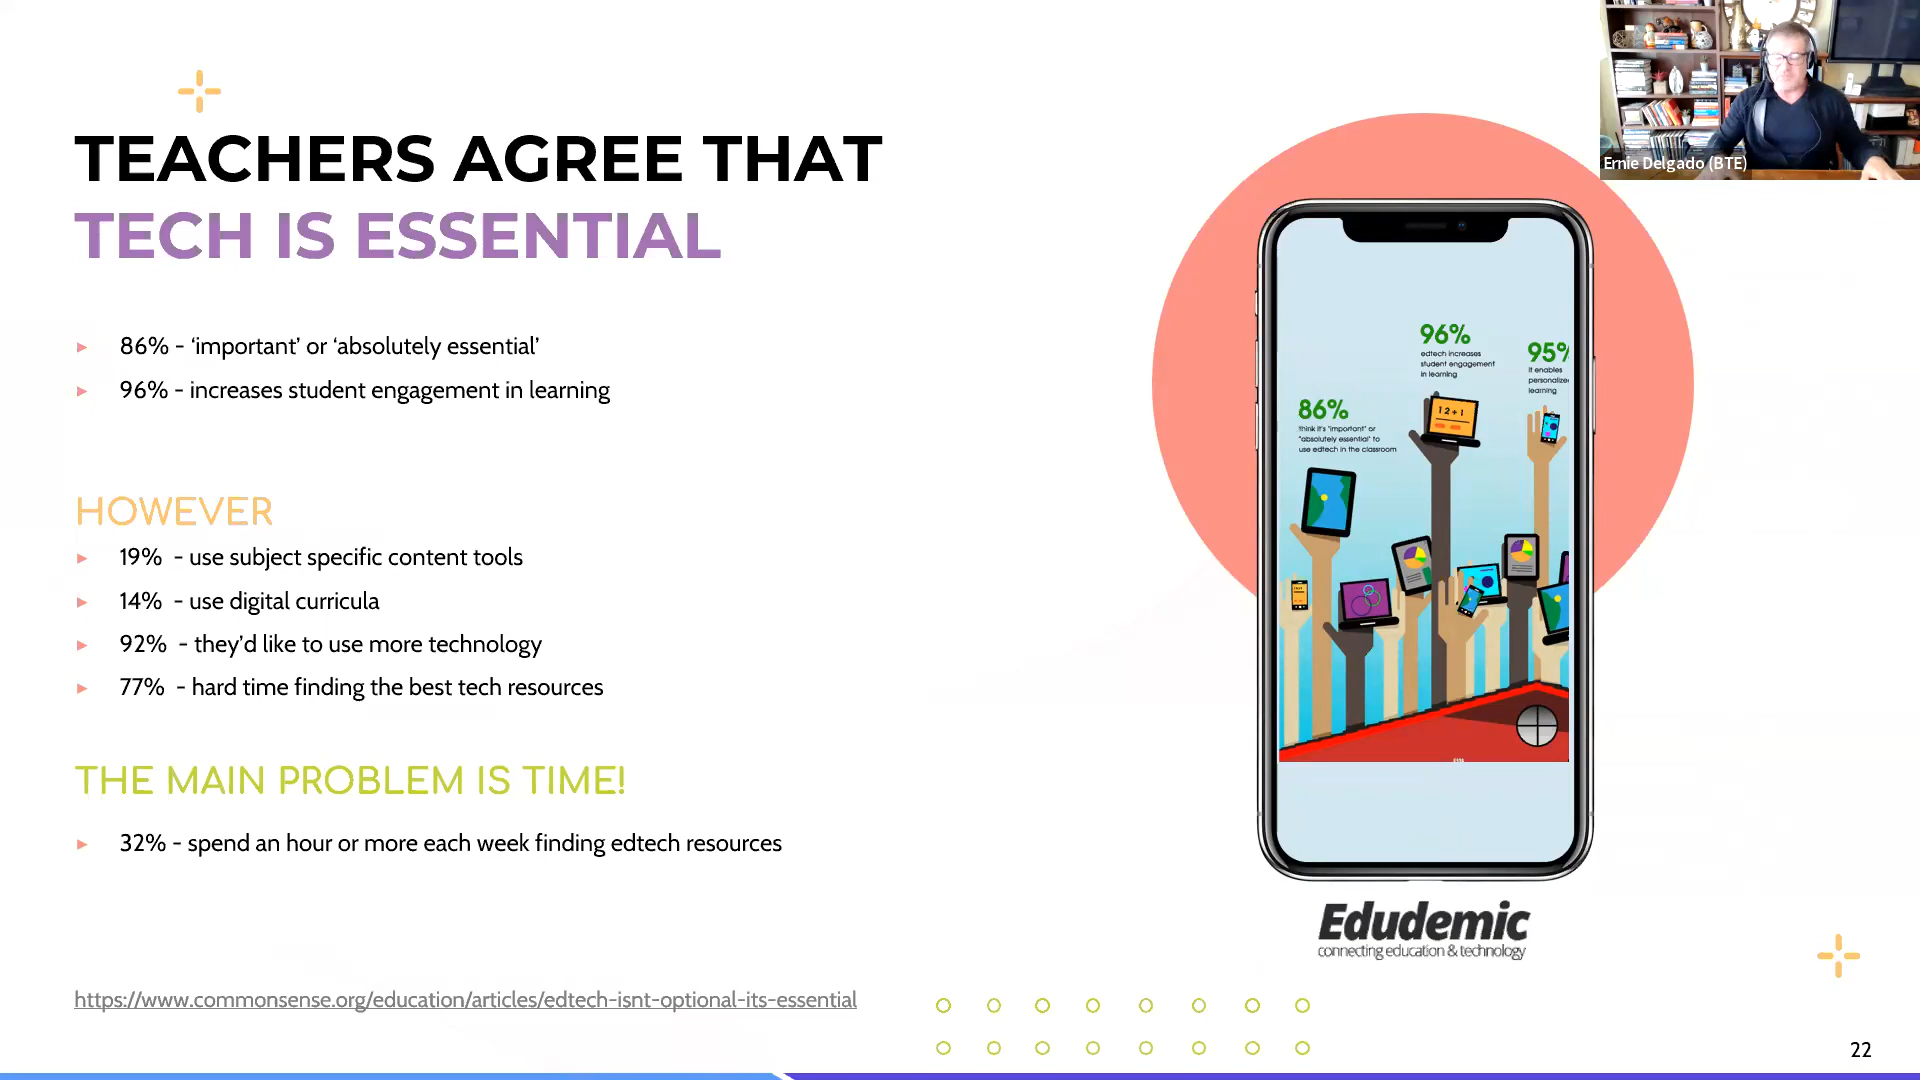 TEACHERS AGREE THAT
TECH IS ESSENTIAL
► 86% - ‘important’ or ‘absolutely essential’
► 96% - increases student engagement in learning
HOWEVER
► 19% - use subject specific content tools
► 14% - use digital curricula
► 92% - they’d like to use more technology
► 77% - hard time finding the best tech resources
THE MAIN PROBLEM IS TIME!
► 32% - spend an hour or more each week finding edtech resources
https://www.commonsense.org/education/articles/edtech-isnt-optional-its-essential
Ernie Delgado (BTE)
96%
edtech increases
student engagement
in learning
95%
it enables
personalize
learning
86%
think it's "important" or
"absolutely essential" to
use edtech in the classroom
1 2 + 1
Edudemic
connecting education & technology
22